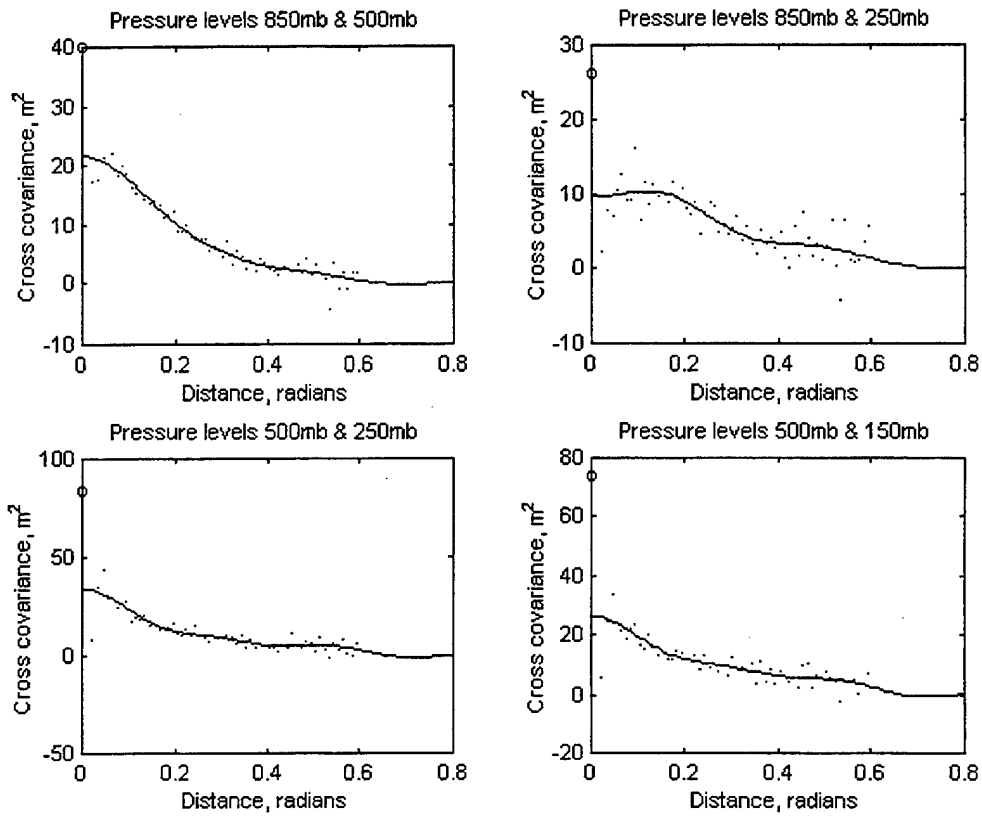 Pressure levels 850mb & 500mb
40
30
20
10
0
-10
Cross covariance, m²
0 0.2 0.4 0.6 0.8
Distance, radians
Pressure levels 850mb & 250mb
30
20
10
0
-10
Cross covariance, m²
0 0.2 0.4 0.6 0.8
Distance, radians
Pressure levels 500mb & 250mb
100
50
0
-50
Cross covariance, m²
0 0.2 0.4 0.6 0.8
Distance, radians
Pressure levels 500mb & 150mb
80
60
40
20
0
-20
Cross covariance, m²
0 0.2 0.4 0.6 0.8
Distance, radians